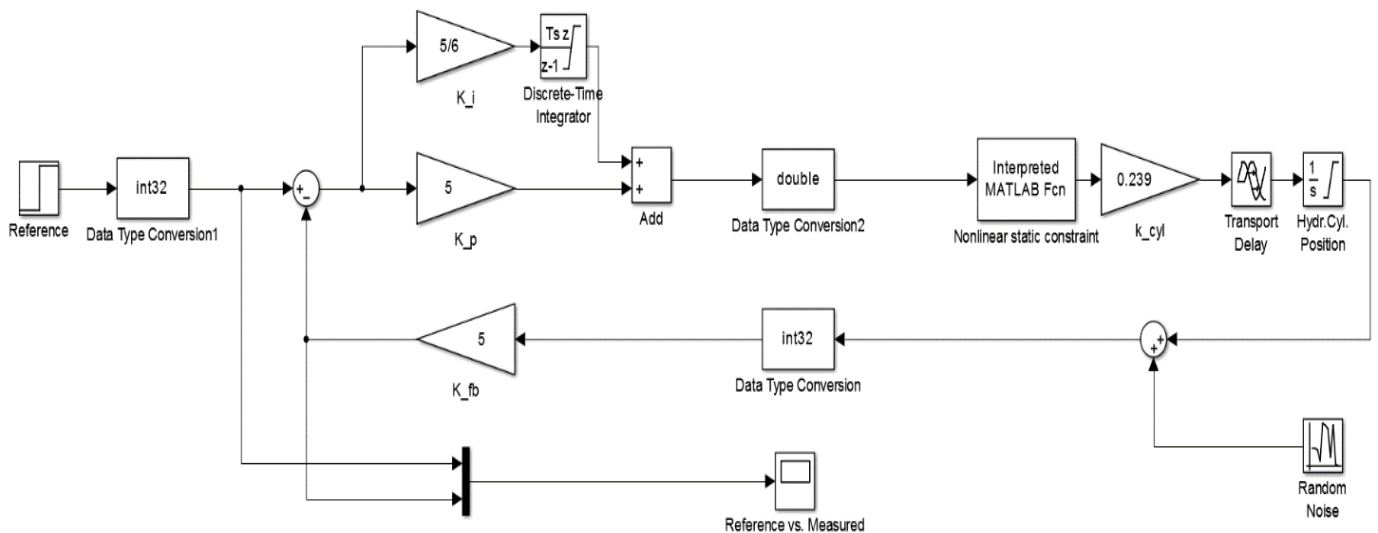 5/6
K_i
Ts z
z-1
Discrete-Time
Integrator
Reference
int32
Data Type Conversion1
+
−
5
K_p
+
+
Add
double
Data Type Conversion2
Interpreted
MATLAB Fcn
Nonlinear static constraint
0.239
k_cyl
Transport
Delay
1
s
Hydr.Cyl.
Position
5
K_fb
int32
Data Type Conversion
+
+
Reference vs. Measured
Random
Noise